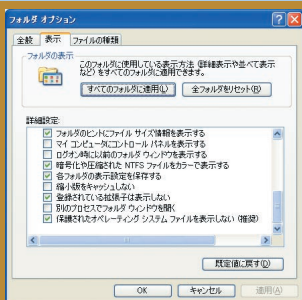 フォルダ オプション
全般 表示 ファイルの種類
フォルダの表示
このフォルダに使用している表示方法 (詳細表示や並べて表示
など) をすべてのフォルダに適用できます。
すべてのフォルダに適用(L) 全フォルダをリセット(R)
詳細設定:
フォルダのヒントにファイル サイズ情報を表示する
マイ コンピュータにコントロール パネルを表示する
ログオン時に以前のフォルダ ウィンドウを表示する
暗号化や圧縮された NTFS ファイルをカラーで表示する
各フォルダの表示設定を保存する
縮小版をキャッシュしない
登録されている拡張子は表示しない
別のプロセスでフォルダ ウィンドウを開く
保護されたオペレーティング システム ファイルを表示しない (推奨)
既定値に戻す(D)
OK キャンセル 適用(A)